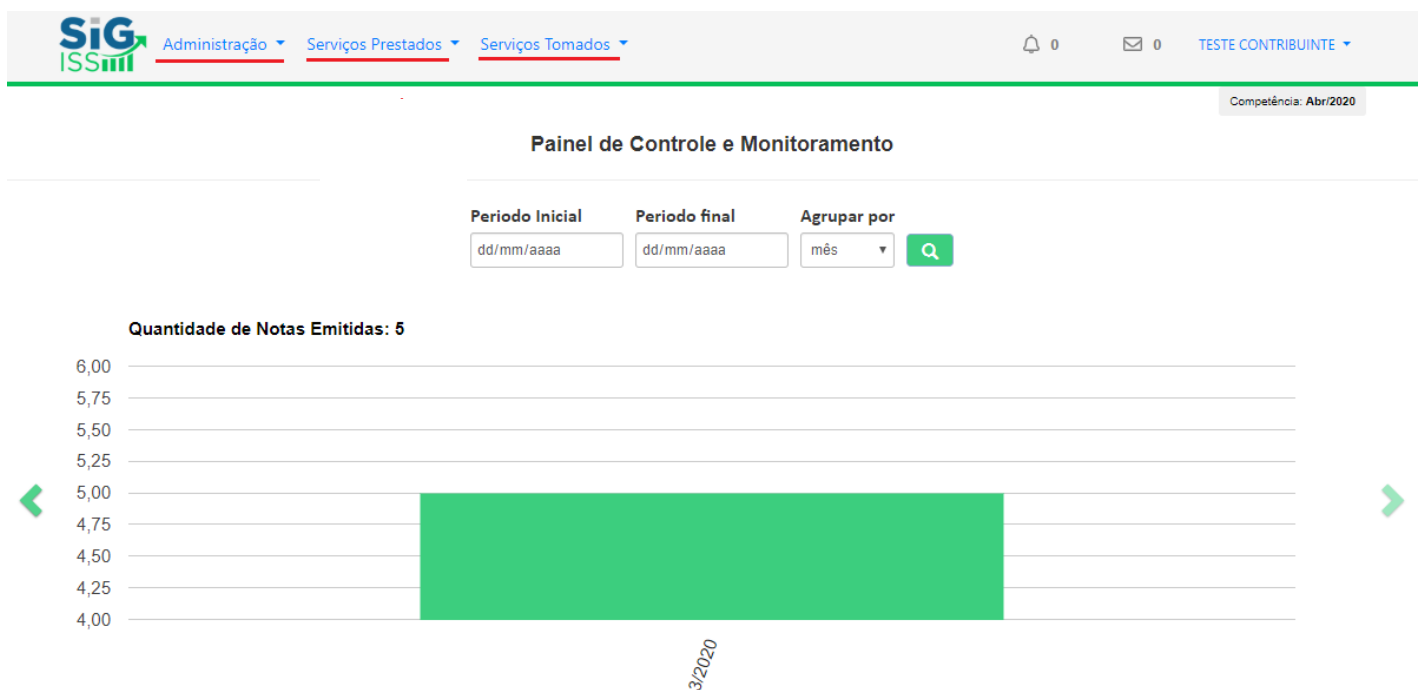 SiG
ISS
Administração Serviços Prestados Serviços Tomados 0 0 TESTE CONTRIBUINTE
Competência: Abr/2020
Painel de Controle e Monitoramento
Periodo Inicial Periodo final Agrupar por
dd/mm/aaaa dd/mm/aaaa mês
Quantidade de Notas Emitidas: 5
6,00
5,75
5,50
5,25
5,00
4,75
4,50
4,25
4,00
3/2020